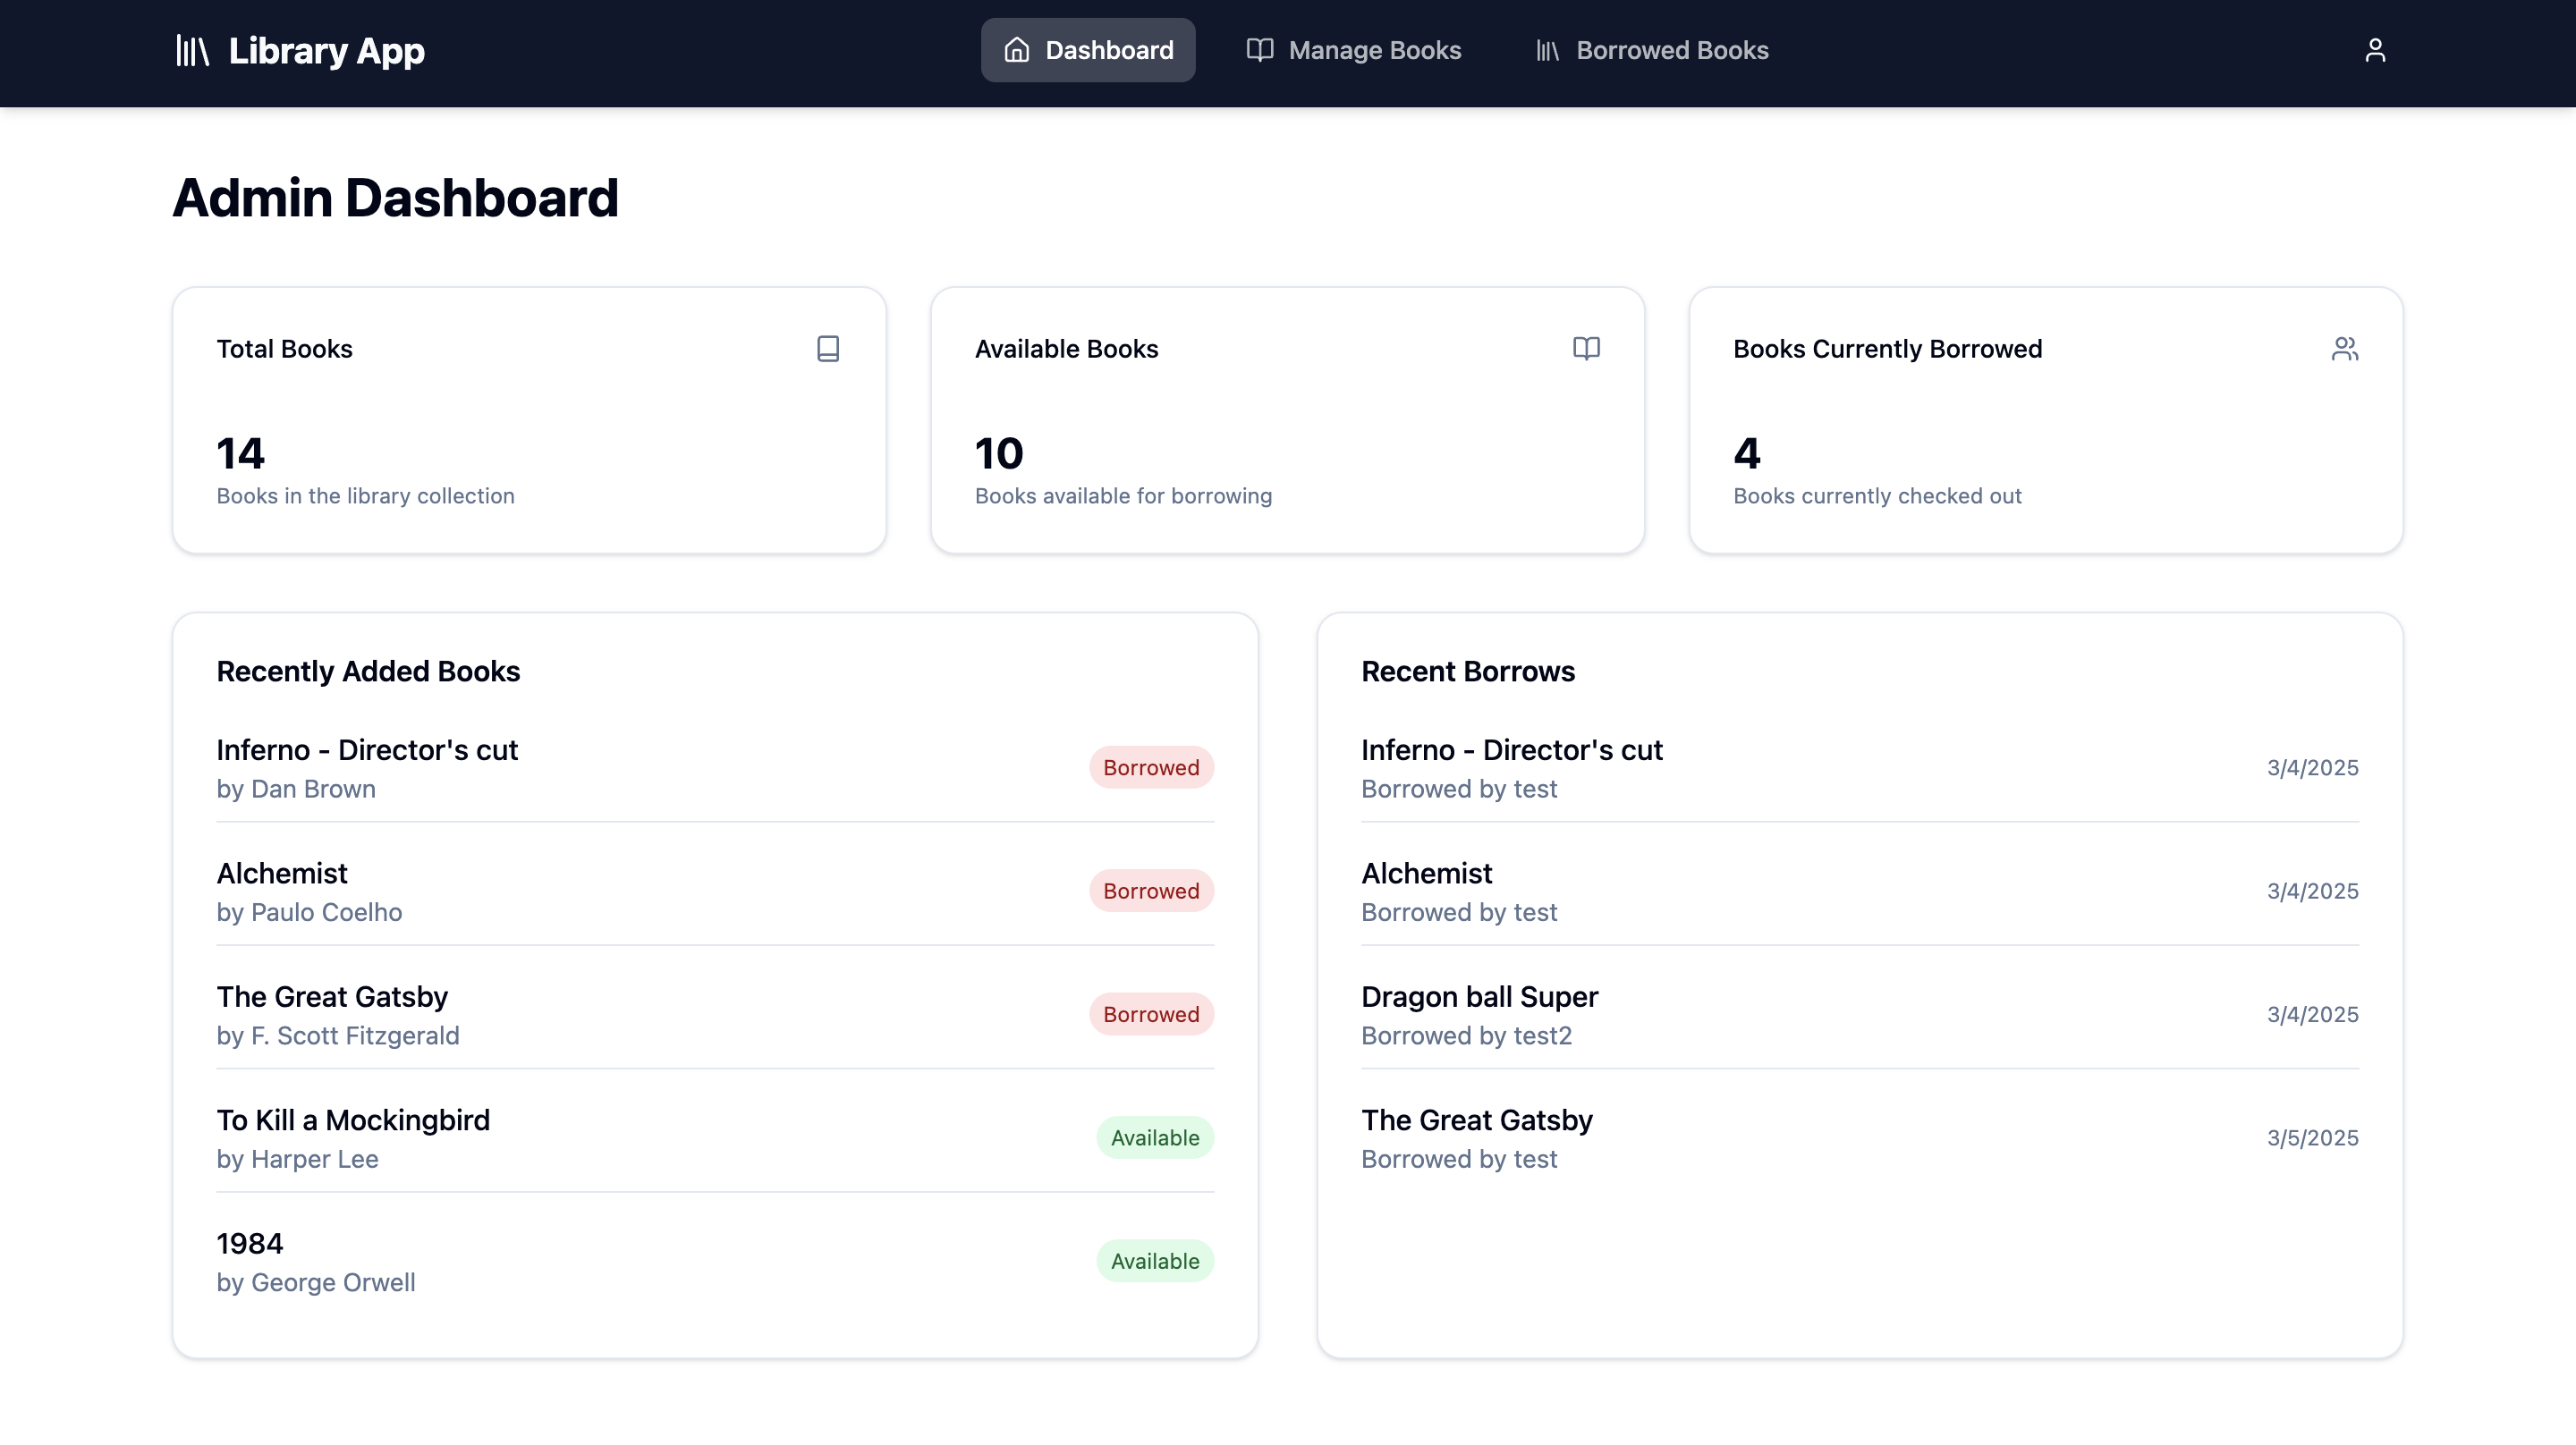 Library App
Dashboard
Manage Books
Borrowed Books
Admin Dashboard
Total Books
14
Books in the library collection
Available Books
10
Books available for borrowing
Books Currently Borrowed
4
Books currently checked out
Recently Added Books
Inferno - Director's cut
by Dan Brown
Borrowed
Alchemist
by Paulo Coelho
Borrowed
The Great Gatsby
by F. Scott Fitzgerald
Borrowed
To Kill a Mockingbird
by Harper Lee
Available
1984
by George Orwell
Available
Recent Borrows
Inferno - Director's cut
Borrowed by test
3/4/2025
Alchemist
Borrowed by test
3/4/2025
Dragon ball Super
Borrowed by test2
3/4/2025
The Great Gatsby
Borrowed by test
3/5/2025